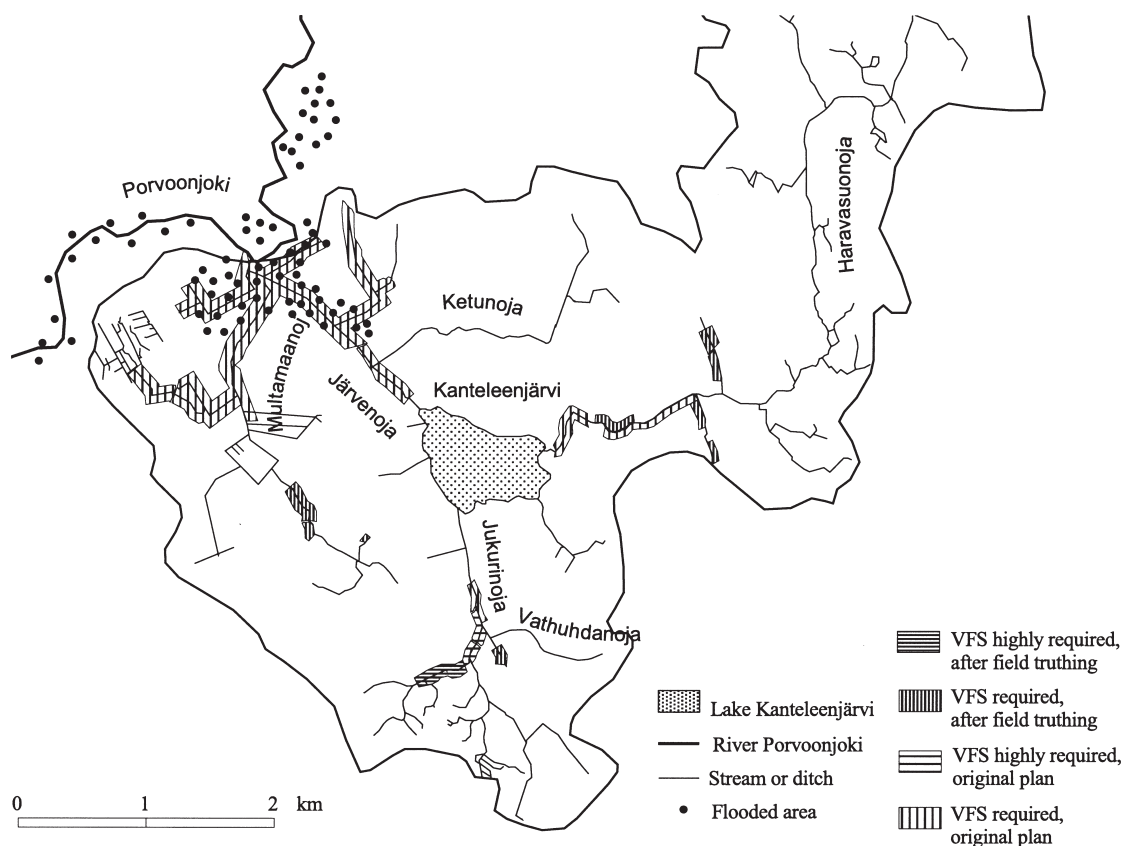 Porvoonjoki
Haravasuonoja
Ketunoja
Multamaanoj
Järvenoja
Kanteleenjärvi
Jukurinoja
Vathuhdanoja
Lake Kanteleenjärvi
River Porvoonjoki
Stream or ditch
Flooded area
VFS highly required,
after field truthing
VFS required,
after field truthing
VFS highly required,
original plan
VFS required,
original plan
0 1 2 km